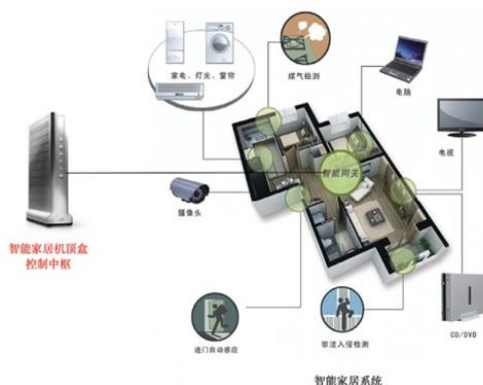 家电、灯光、窗帘
煤气检测
电脑
电视
智能网关
摄像头
智能家居机顶盒
控制中枢
进门自动感应
非法入侵检测
CD/DVD
智能家居系统